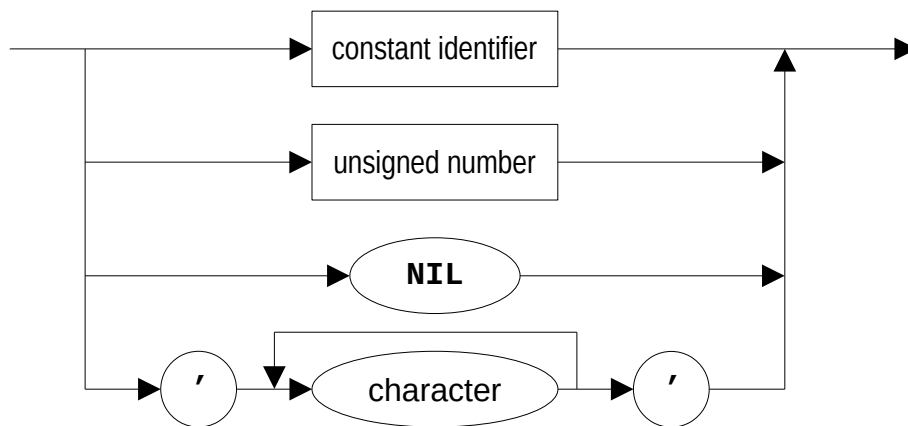 constant identifier
unsigned number
NIL
' character '